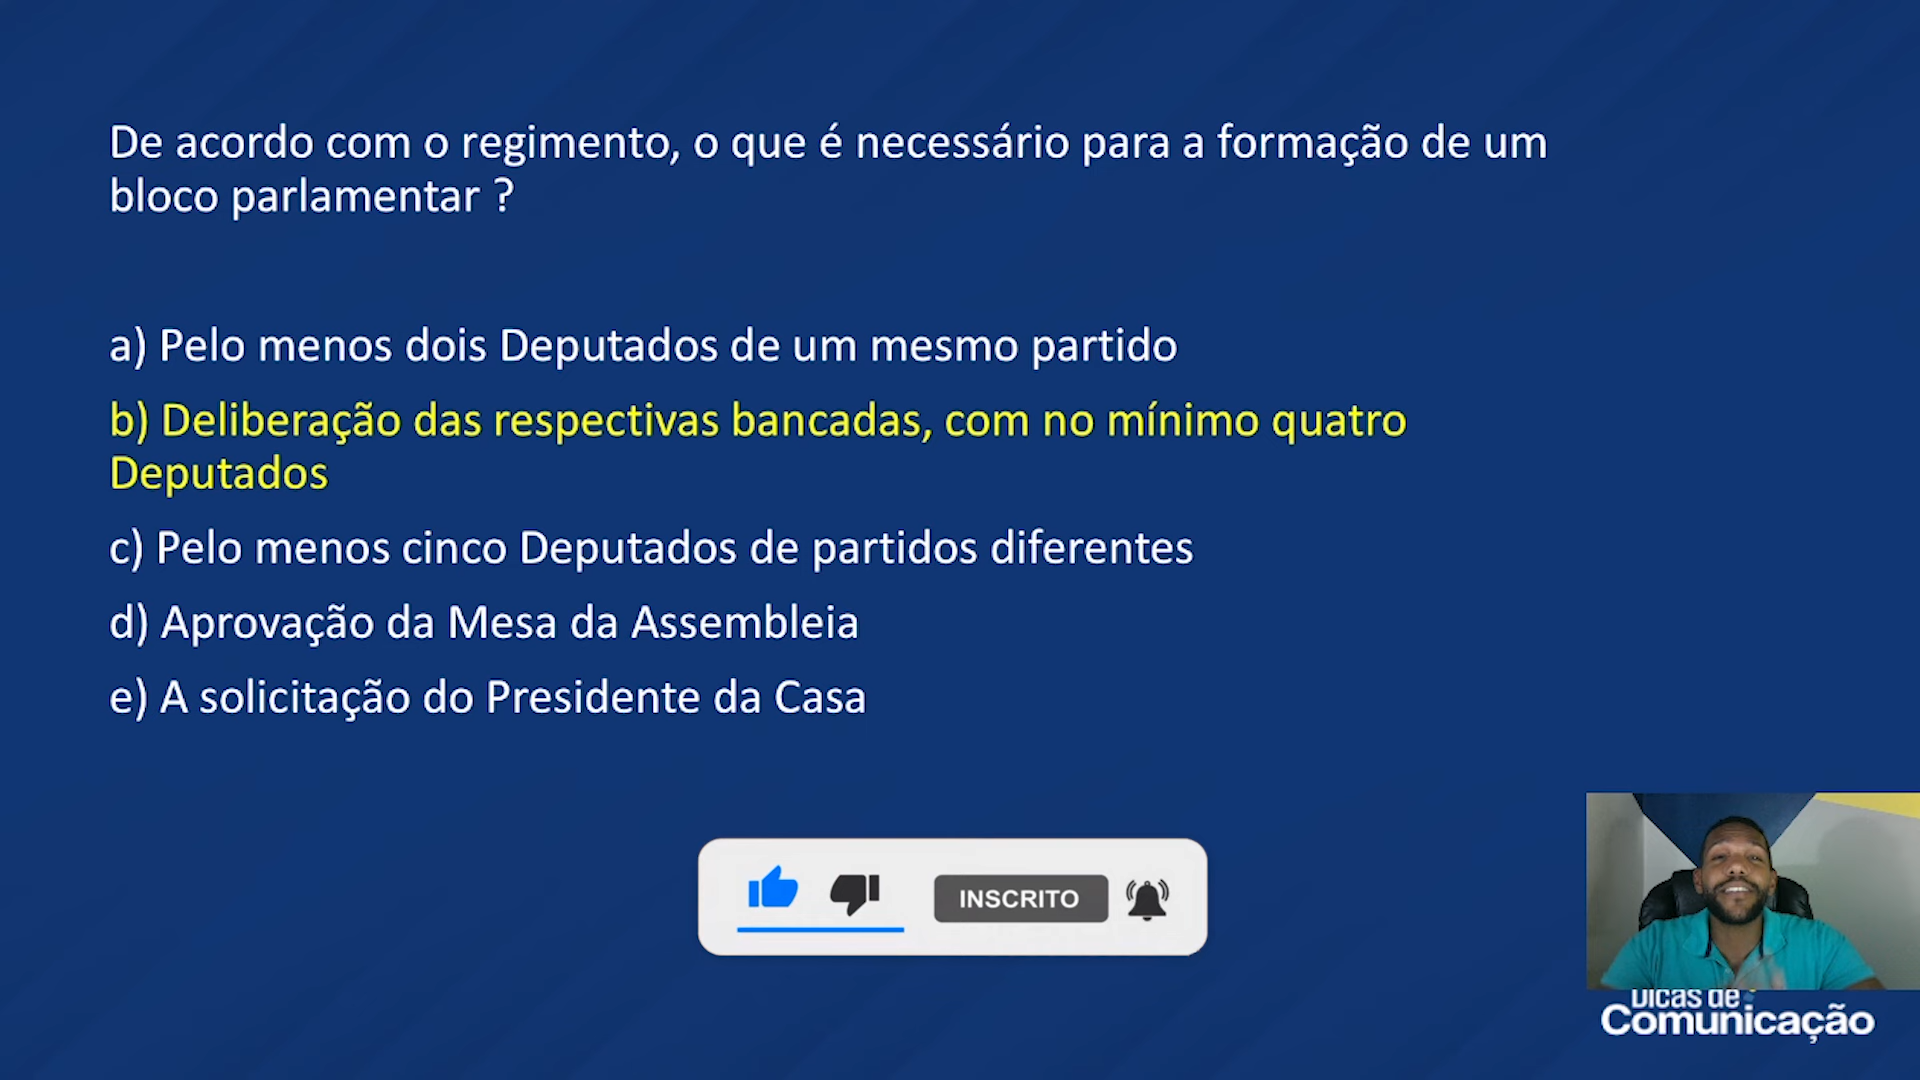 De acordo com o regimento, o que é necessário para a formação de um
bloco parlamentar ?
a) Pelo menos dois Deputados de um mesmo partido
b) Deliberação das respectivas bancadas, com no mínimo quatro
Deputados
c) Pelo menos cinco Deputados de partidos diferentes
d) Aprovação da Mesa da Assembleia
e) A solicitação do Presidente da Casa
INSCRITO
Dicas de
Comunicação